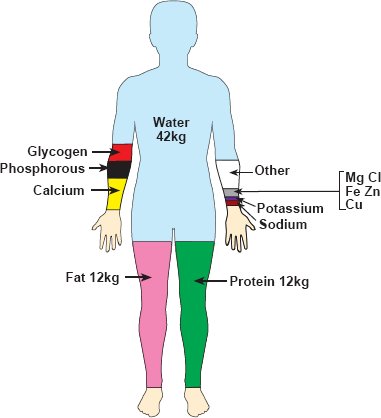 Water
42kg
Glycogen
Phosphorous
Calcium
Other
Mg Cl
Fe Zn
Cu
Potassium
Sodium
Fat 12kg
Protein 12kg